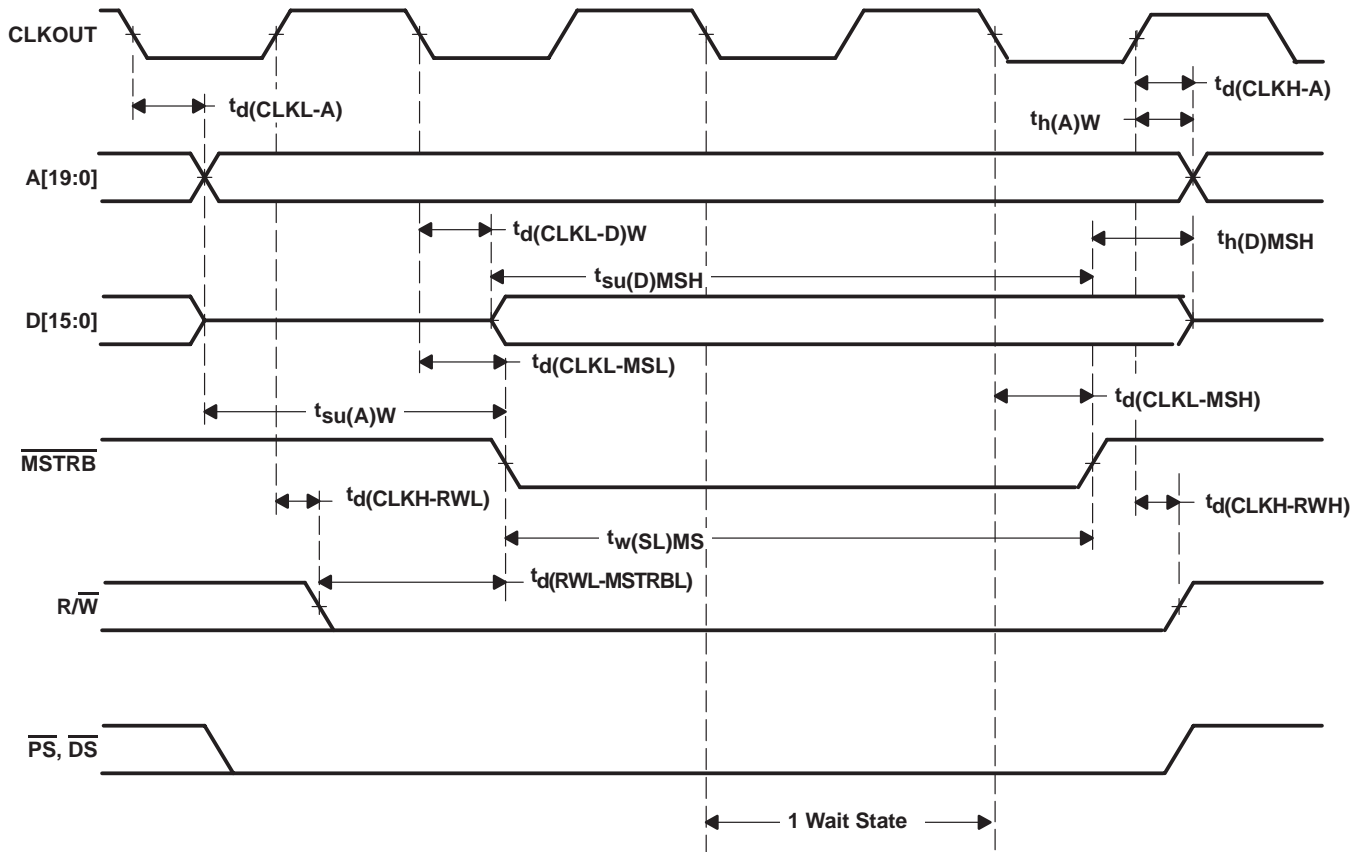 CLKOUT
td(CLKL-A)
td(CLKH-A)
th(A)W
A[19:0]
td(CLKL-D)W
th(D)MSH
tsu(D)MSH
D[15:0]
td(CLKL-MSL)
td(CLKL-MSH)
tsu(A)W
MSTRB
td(CLKH-RWL)
td(CLKH-RWH)
tw(SL)MS
td(RWL-MSTRBL)
R/W
PS, DS
1 Wait State